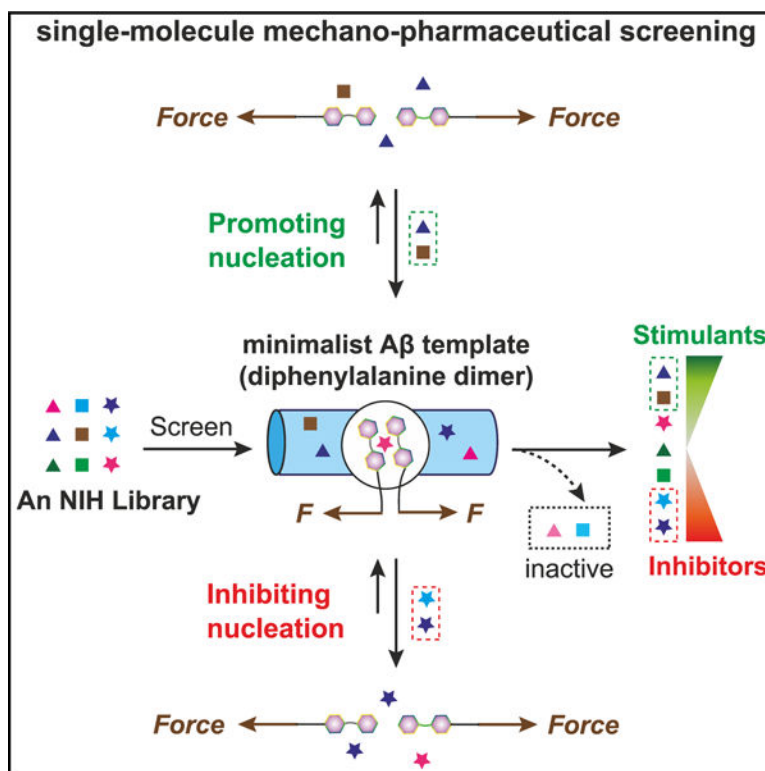 single-molecule mechano-pharmaceutical screening
Force Force
Promoting
nucleation
minimalist Aβ template
(diphenylalanine dimer)
Stimulants
Screen
An NIH Library
F F
inactive
Inhibitors
Inhibiting
nucleation
Force Force